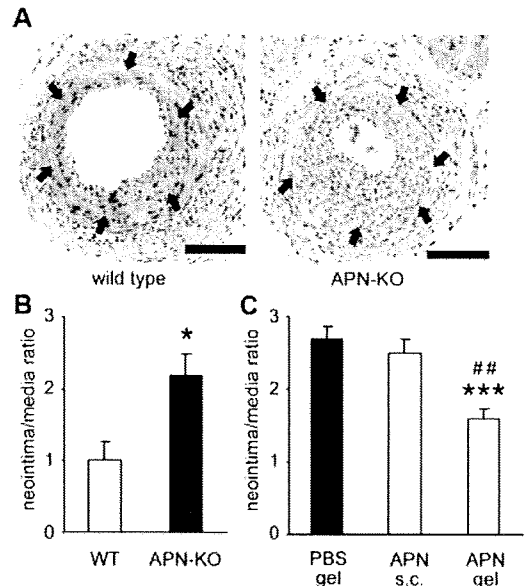 A
wild type
APN-KO
B
neointima/media ratio
3
2
1
0
*
WT
APN-KO
C
neointima/media ratio
3
2
1
0
##
***
PBS
gel
APN
s.c.
APN
gel